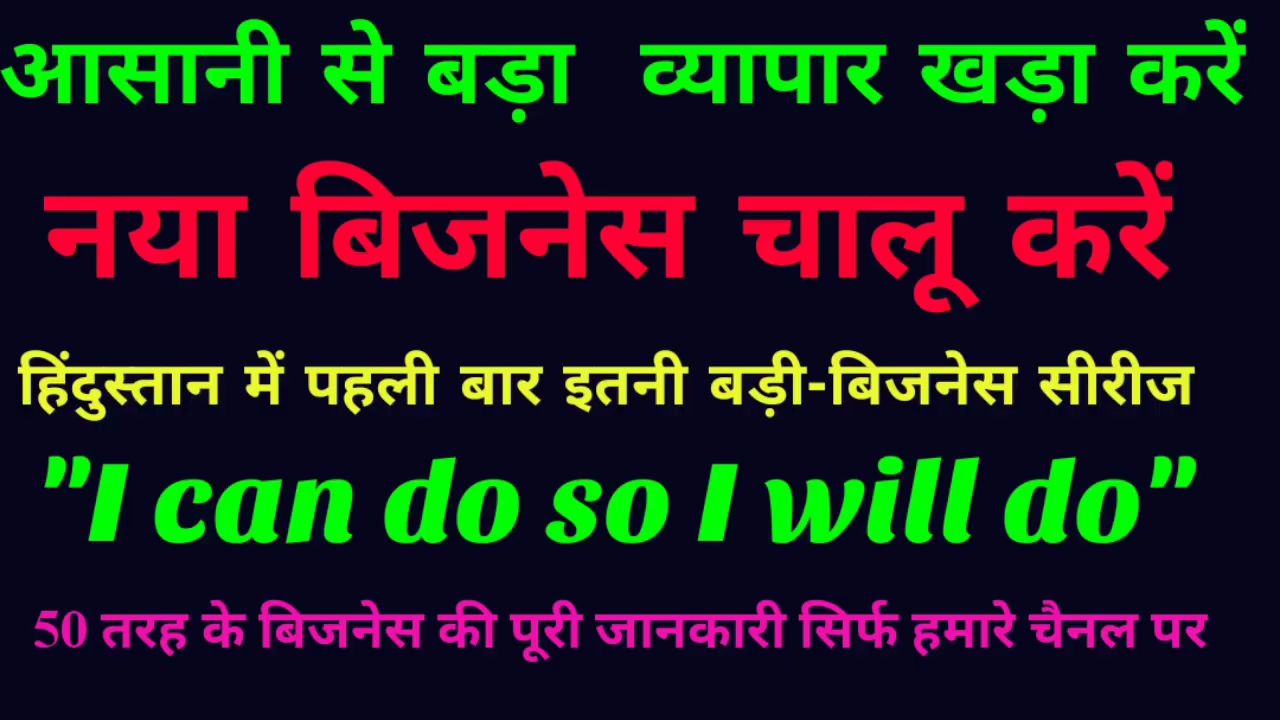 आसानी से बड़ा व्यापार खड़ा करें
नया बिजनेस चालू करें
हिंदुस्तान में पहली बार इतनी बड़ी-बिजनेस सीरीज
"I can do so I will do"
50 तरह के बिजनेस की पूरी जानकारी सिर्फ हमारे चैनल पर